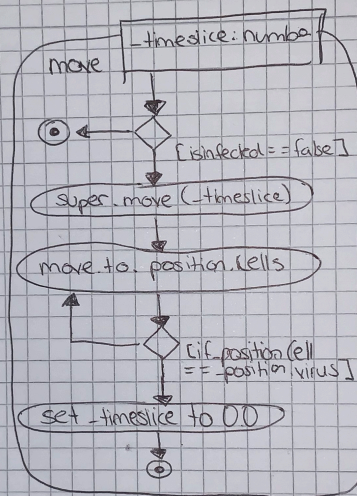 _timeslice: number
move
[isinfected==false]
super.move(_timeslice)
move.to.position.Cells
[if_position(Cell
==_position.virus]
set _timeslice to 0.0